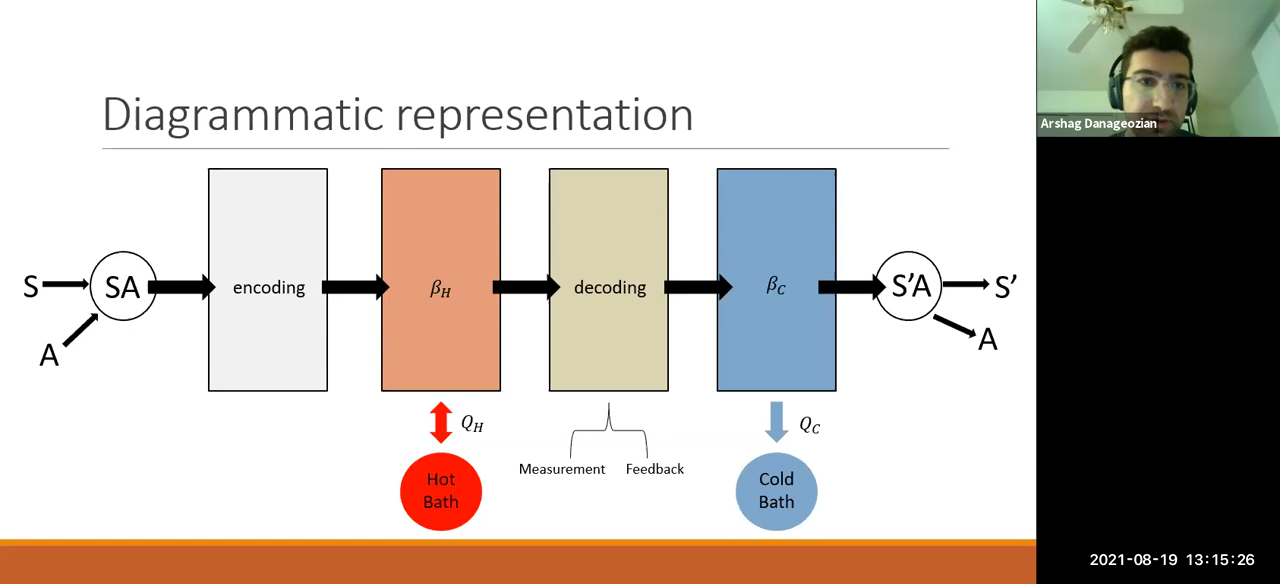 Diagrammatic representation
S
A
SA
encoding
β_H
decoding
β_C
S'A
S'
A
Q_H
Q_C
Measurement
Feedback
Hot
Bath
Cold
Bath
Arshag Danageozian
2021-08-19 13:15:26